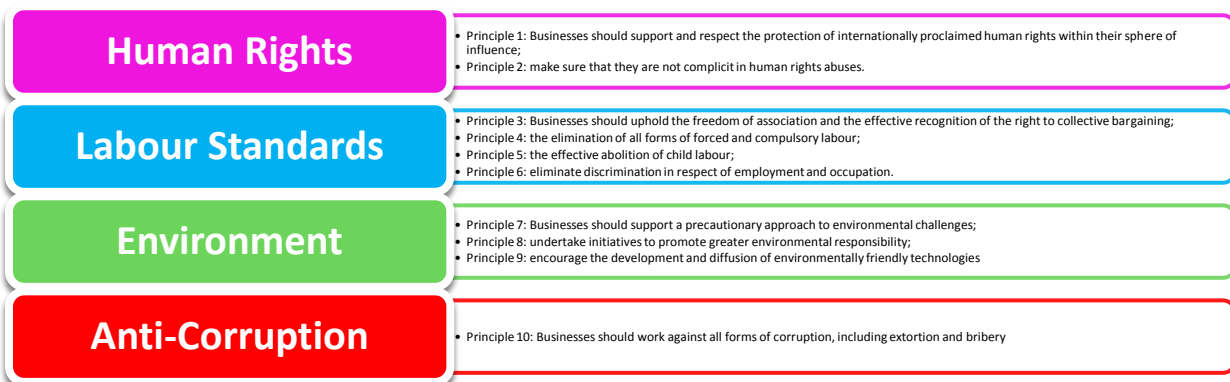 Human Rights
• Principle 1: Businesses should support and respect the protection of internationally proclaimed human rights within their sphere of
influence;
• Principle 2: make sure that they are not complicit in human rights abuses.
Labour Standards
• Principle 3: Businesses should uphold the freedom of association and the effective recognition of the right to collective bargaining;
• Principle 4: the elimination of all forms of forced and compulsory labour;
• Principle 5: the effective abolition of child labour;
• Principle 6: eliminate discrimination in respect of employment and occupation.
Environment
• Principle 7: Businesses should support a precautionary approach to environmental challenges;
• Principle 8: undertake initiatives to promote greater environmental responsibility;
• Principle 9: encourage the development and diffusion of environmentally friendly technologies
Anti-Corruption
• Principle 10: Businesses should work against all forms of corruption, including extortion and bribery